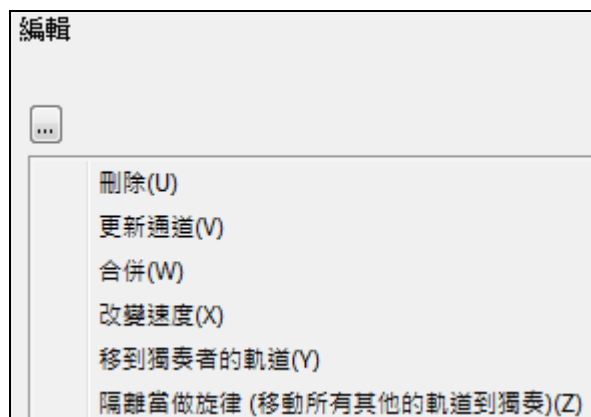 編輯
...
刪除(U)
更新通道(V)
合併(W)
改變速度(X)
移到獨奏者的軌道(Y)
隔離當做旋律 (移動所有其他的軌道到獨奏)(Z)